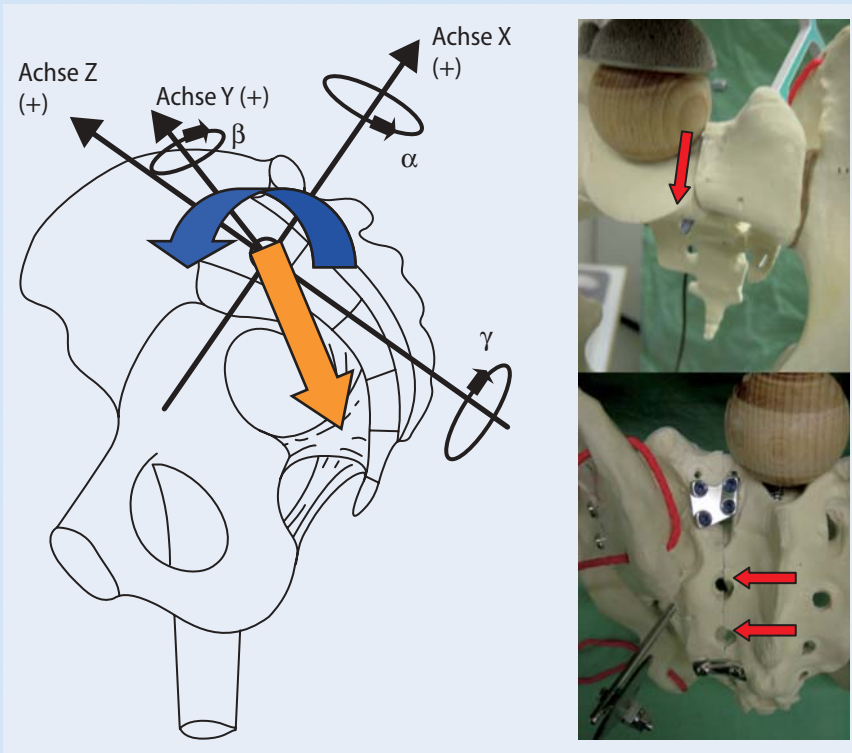 Achse X
(+)
Achse Z
(+)
Achse Y (+)
β
α
γ